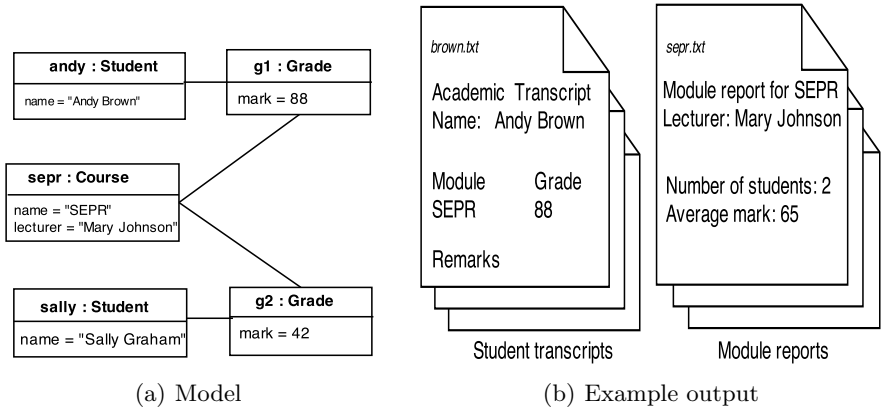 andy : Student
name = "Andy Brown"
g1 : Grade
mark = 88
sepr : Course
name = "SEPR"
lecturer = "Mary Johnson"
sally : Student
name = "Sally Graham"
g2 : Grade
mark = 42
(a) Model
brown.txt
Academic Transcript
Name: Andy Brown
Module Grade
SEPR 88
Remarks
Student transcripts
sepr.txt
Module report for SEPR
Lecturer: Mary Johnson
Number of students: 2
Average mark: 65
Module reports
(b) Example output